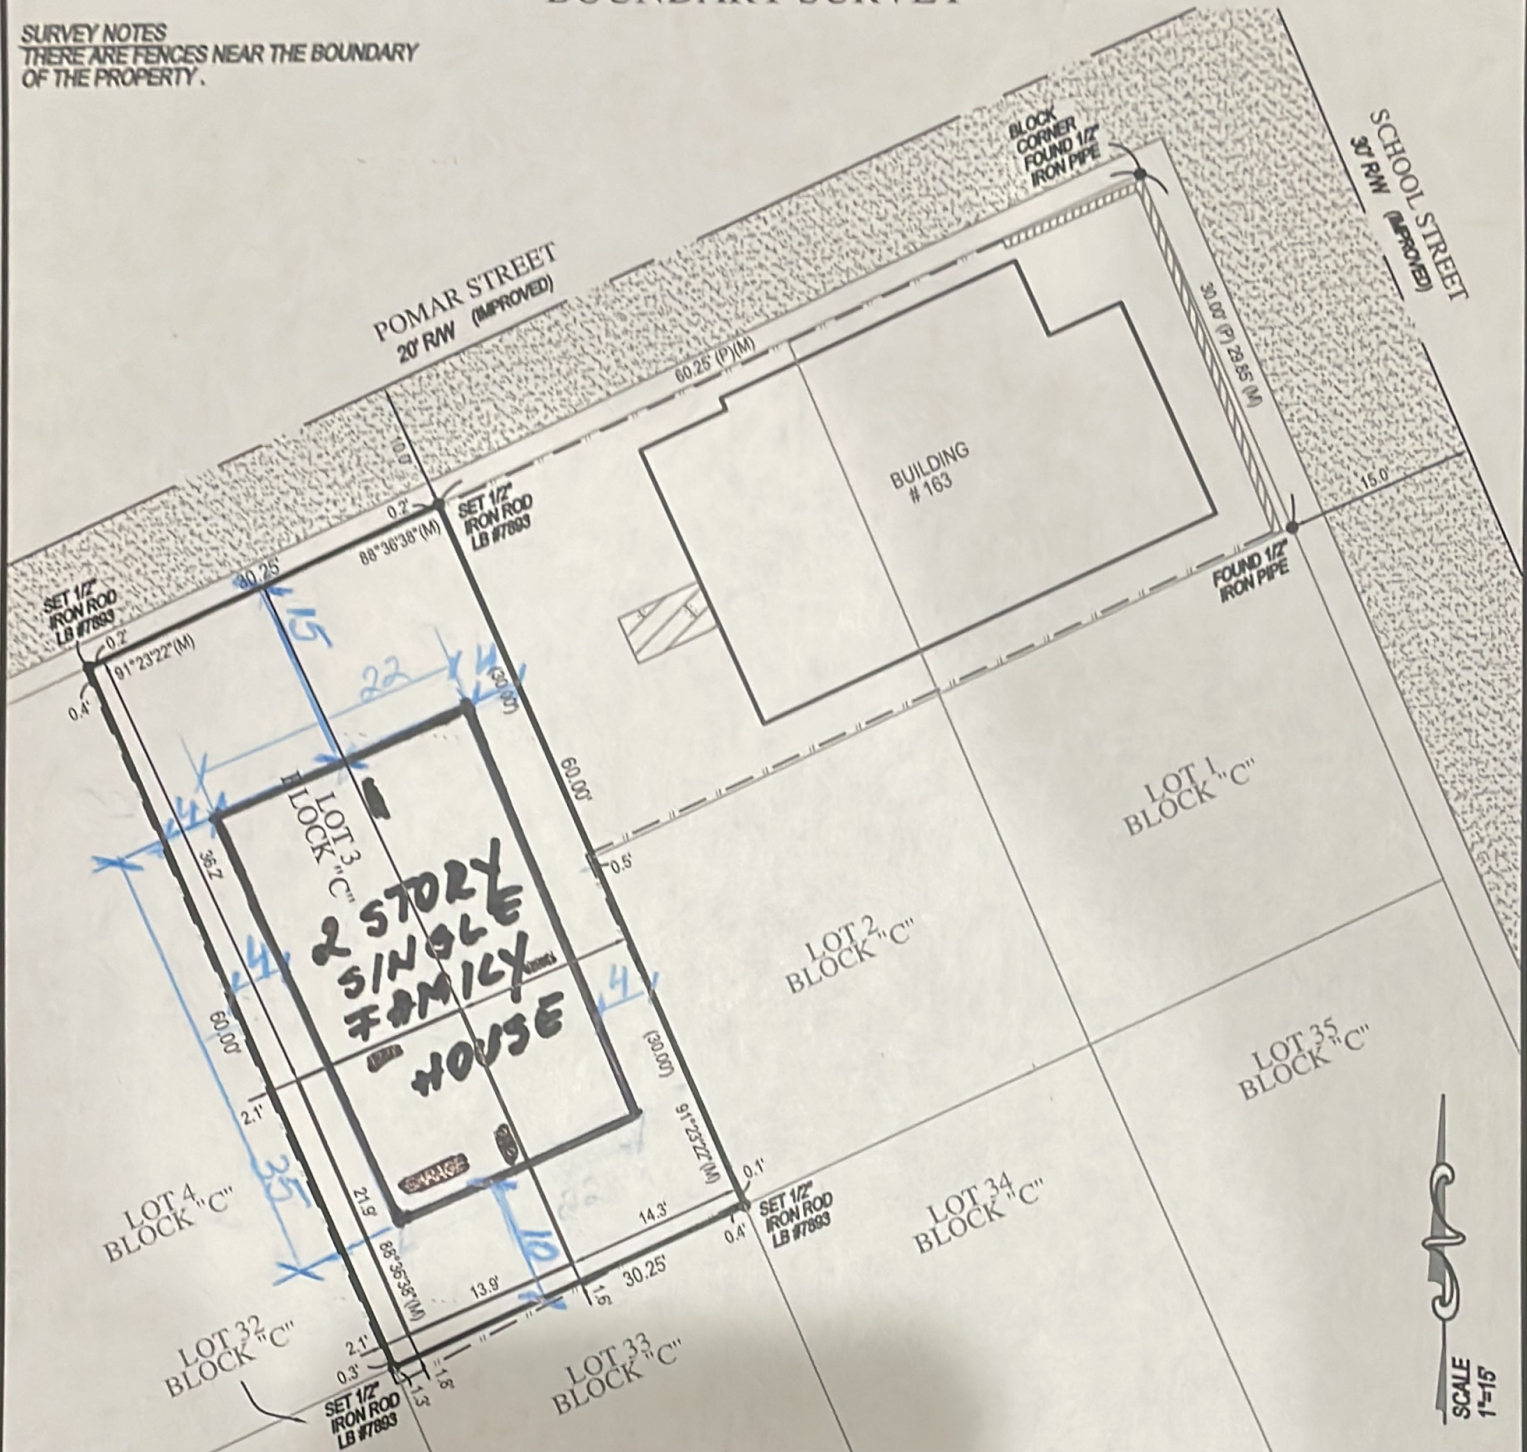 BOUNDARY SURVEY
SURVEY NOTES
THERE ARE FENCES NEAR THE BOUNDARY
OF THE PROPERTY.
BLOCK
CORNER
FOUND 1/2"
IRON PIPE
SCHOOL STREET
30' R/W (IMPROVED)
POMAR STREET
20' R/W (IMPROVED)
60.25' (P)(M)
30.00' (P) 29.85' (M)
10.0'
BUILDING
# 163
15.0'
FOUND 1/2"
IRON PIPE
0.2'
SET 1/2"
IRON ROD
LB #7893
88°36'38"(M)
30.25'
SET 1/2"
IRON ROD
LB #7893
0.2'
91°23'22"(M)
0.4'
15
22
4
(30.00')
60.00'
4
36.2'
LOT 3
BLOCK "C"
2 STORY
SINGLE
FAMILY
HOUSE
0.5'
LOT 1
BLOCK "C"
LOT 2
BLOCK "C"
4
4
60.00'
(30.00')
2.1'
LOT 35
BLOCK "C"
91°23'22"(M)
35
21.9'
0.1'
SET 1/2"
IRON ROD
LB #7893
0.4'
14.3'
LOT 4
BLOCK "C"
LOT 34
BLOCK "C"
10
88°36'38"(M)
13.9'
30.25'
1.6'
LOT 32
BLOCK "C"
2.1'
0.3'
1.8'
1.3'
SET 1/2"
IRON ROD
LB #7893
LOT 33
BLOCK "C"
SCALE
1"=15'